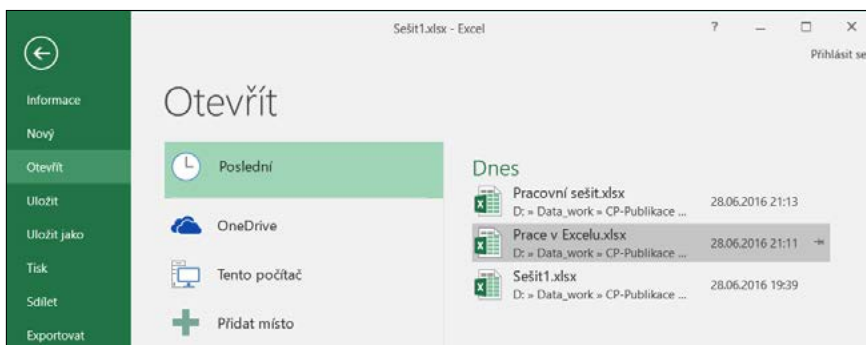 Sešit1.xlsx - Excel
?
Přihlásit se
Informace
Nový
Otevřít
Uložit
Uložit jako
Tisk
Sdílet
Exportovat
Otevřít
Poslední
OneDrive
Tento počítač
Přidat místo
Dnes
Pracovní sešit.xlsx
D: » Data_work » CP-Publikace ...
28.06.2016 21:13
Prace v Excelu.xlsx
D: » Data_work » CP-Publikace ...
28.06.2016 21:11
Sešit1.xlsx
D: » Data_work » CP-Publikace ...
28.06.2016 19:39